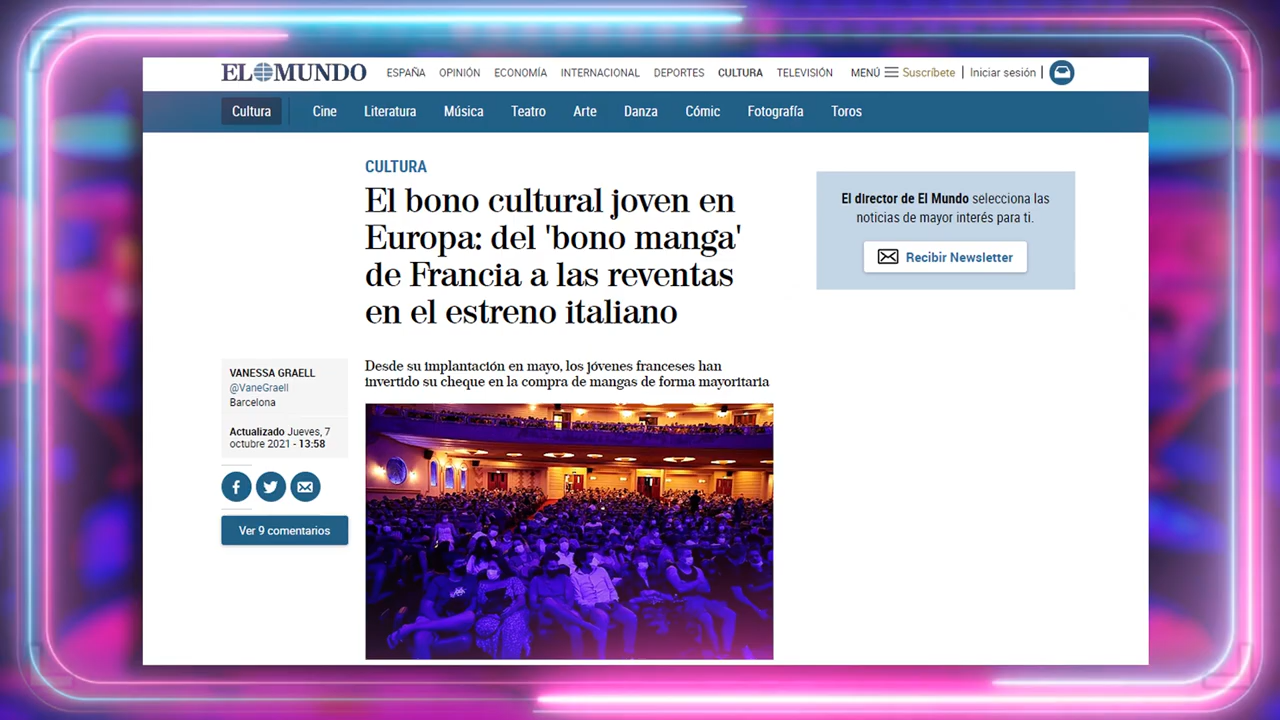 EL MUNDO
ESPAÑA OPINIÓN ECONOMÍA INTERNACIONAL DEPORTES CULTURA TELEVISIÓN MENÚ Suscríbete | Iniciar sesión |
Cultura Cine Literatura Música Teatro Arte Danza Cómic Fotografía Toros
CULTURA
El bono cultural joven en
Europa: del 'bono manga'
de Francia a las reventas
en el estreno italiano
El director de El Mundo selecciona las
noticias de mayor interés para ti.
Recibir Newsletter
Desde su implantación en mayo, los jóvenes franceses han
invertido su cheque en la compra de mangas de forma mayoritaria
VANESSA GRAELL
@VaneGraell
Barcelona
Actualizado Jueves, 7
octubre 2021 - 13:58
Ver 9 comentarios